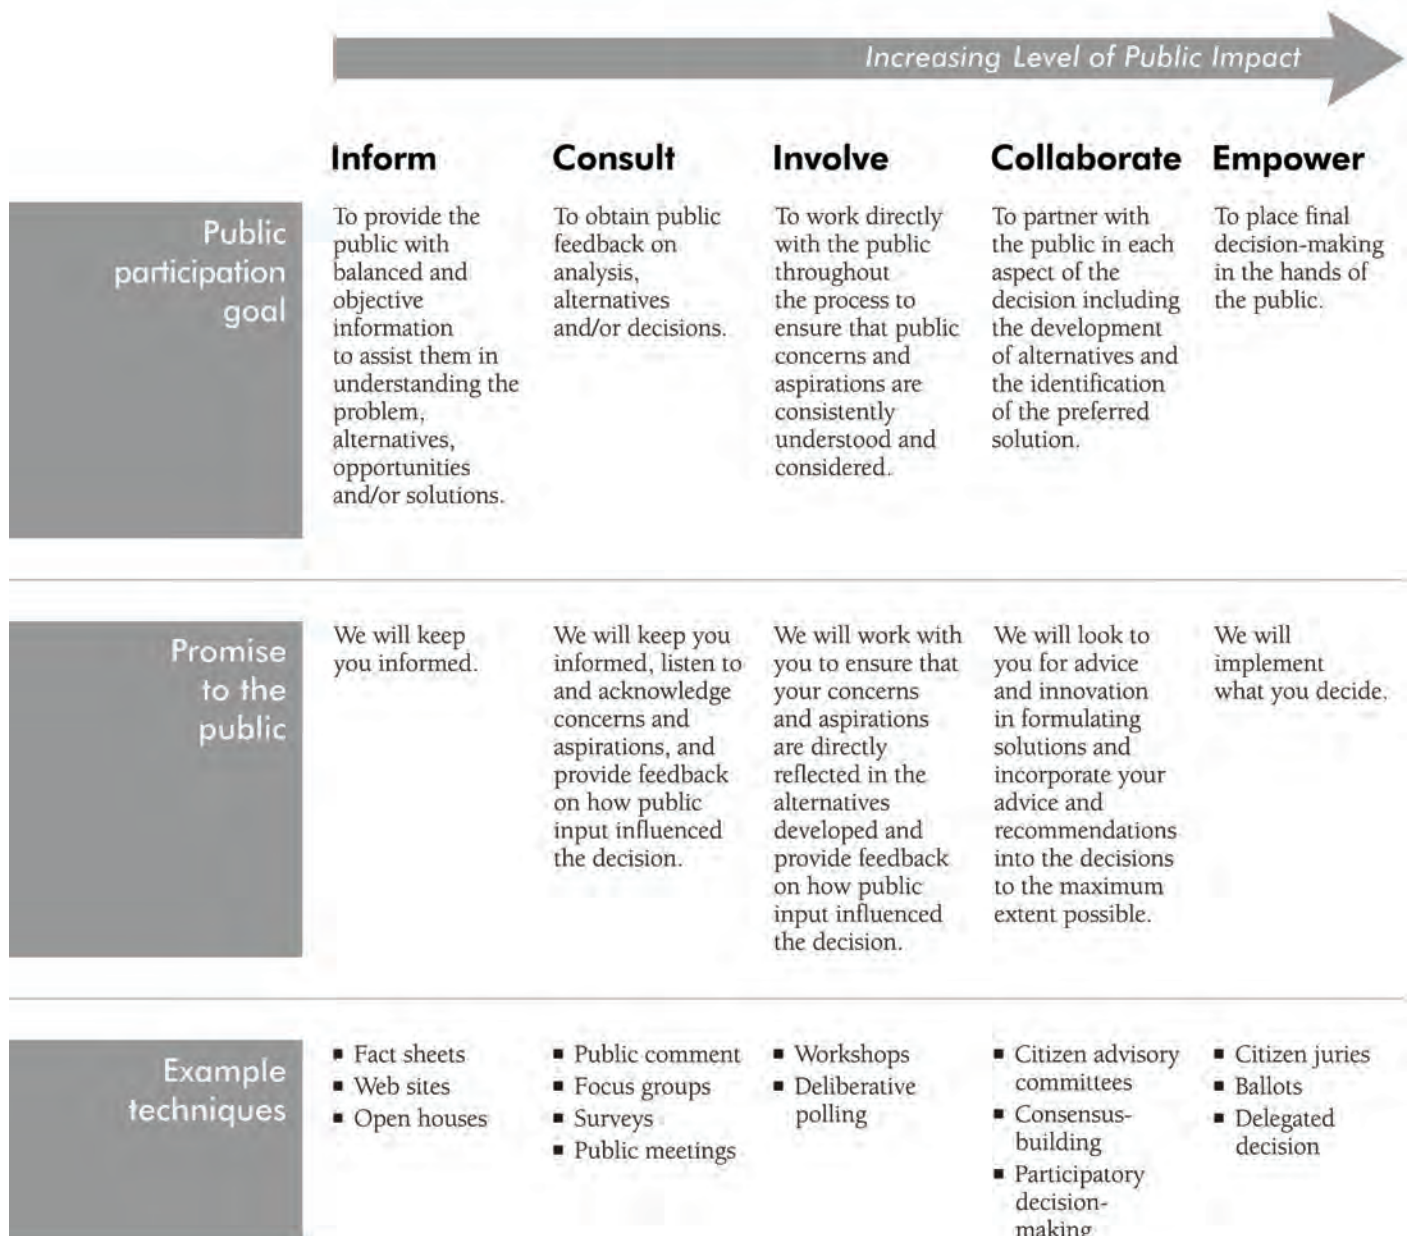 Increasing Level of Public Impact
Inform
Consult
Involve
Collaborate
Empower
Public
participation
goal
To provide the
public with
balanced and
objective
information
to assist them in
understanding the
problem,
alternatives,
opportunities
and/or solutions.
To obtain public
feedback on
analysis,
alternatives
and/or decisions.
To work directly
with the public
throughout
the process to
ensure that public
concerns and
aspirations are
consistently
understood and
considered.
To partner with
the public in each
aspect of the
decision including
the development
of alternatives and
the identification
of the preferred
solution.
To place final
decision-making
in the hands of
the public.
Promise
to the
public
We will keep
you informed.
We will keep you
informed, listen to
and acknowledge
concerns and
aspirations, and
provide feedback
on how public
input influenced
the decision.
We will work with
you to ensure that
your concerns
and aspirations
are directly
reflected in the
alternatives
developed and
provide feedback
on how public
input influenced
the decision.
We will look to
you for advice
and innovation
in formulating
solutions and
incorporate your
advice and
recommendations
into the decisions
to the maximum
extent possible.
We will
implement
what you decide.
Example
techniques
▪ Fact sheets
▪ Web sites
▪ Open houses
▪ Public comment
▪ Focus groups
▪ Surveys
▪ Public meetings
▪ Workshops
▪ Deliberative
polling
▪ Citizen advisory
committees
▪ Consensus-
building
▪ Participatory
decision-
making
▪ Citizen juries
▪ Ballots
▪ Delegated
decision